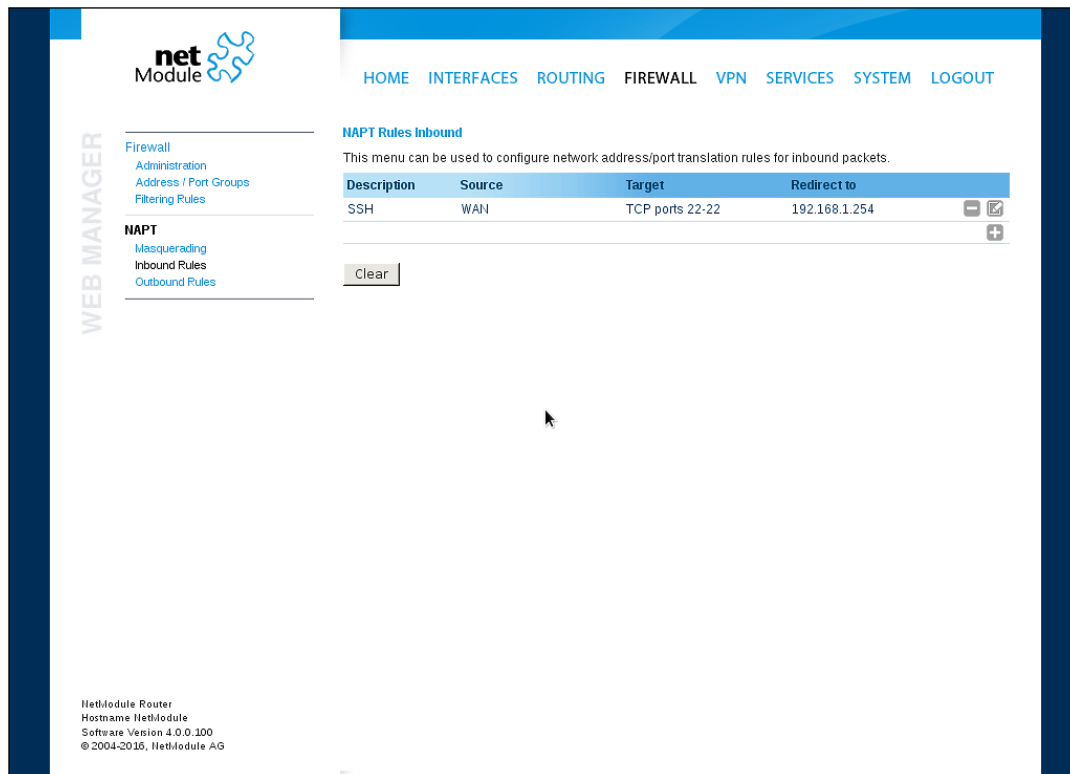 net
Module
HOME INTERFACES ROUTING FIREWALL VPN SERVICES SYSTEM LOGOUT
WEB MANAGER
Firewall
Administration
Address / Port Groups
Filtering Rules
NAPT
Masquerading
Inbound Rules
Outbound Rules
NAPT Rules Inbound
This menu can be used to configure network address/port translation rules for inbound packets.
Description Source Target Redirect to
SSH WAN TCP ports 22-22 192.168.1.254
Clear
NetModule Router
Hostname NetModule
Software Version 4.0.0.100
© 2004-2016, NetModule AG